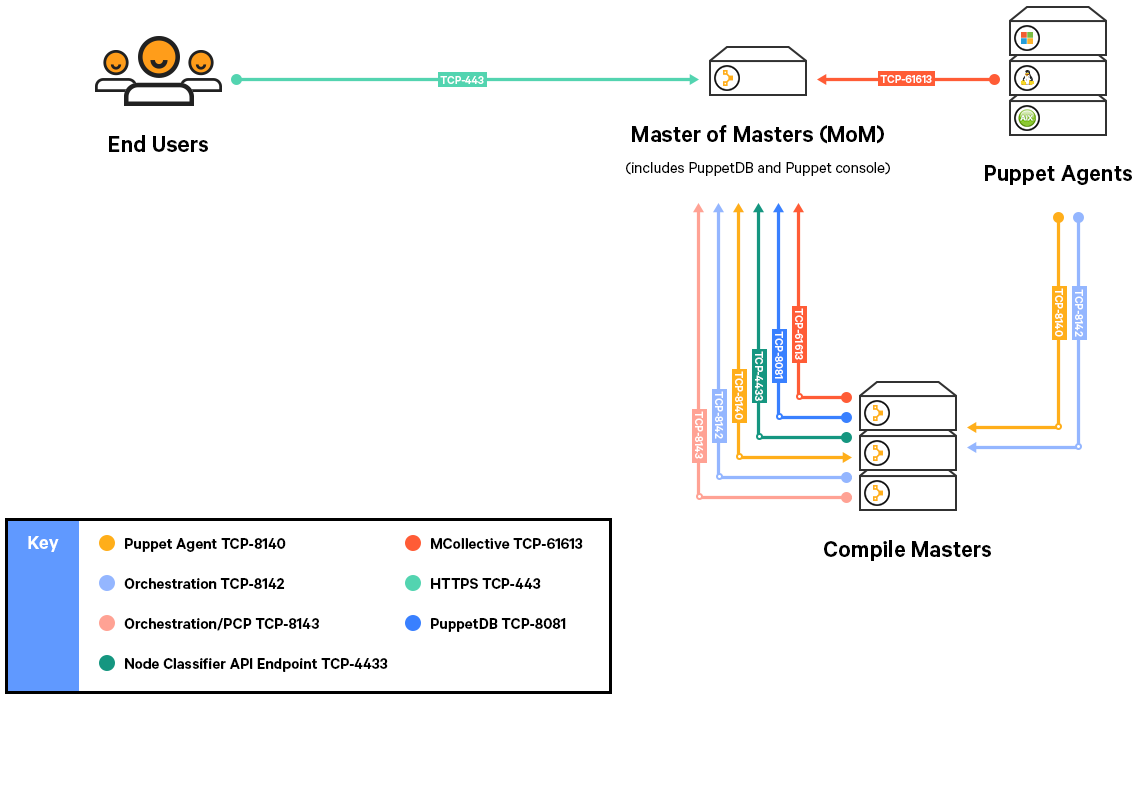 TCP-443
TCP-61613
AIX
End Users
Master of Masters (MoM)
(includes PuppetDB and Puppet console)
Puppet Agents
TCP-8143
TCP-8142
TCP-8140
TCP-4433
TCP-8081
TCP-61613
TCP-8140
TCP-8142
Compile Masters
Key
Puppet Agent TCP-8140
Orchestration TCP-8142
Orchestration/PCP TCP-8143
Node Classifier API Endpoint TCP-4433
MCollective TCP-61613
HTTPS TCP-443
PuppetDB TCP-8081